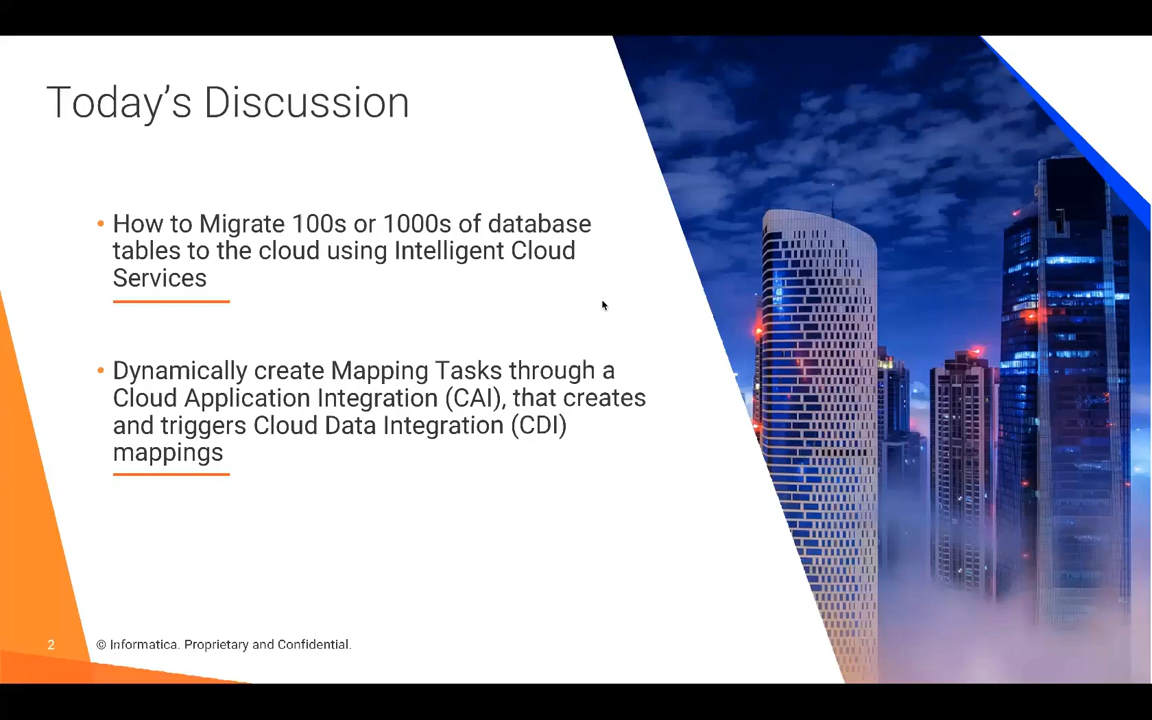 Today's Discussion
• How to Migrate 100s or 1000s of database
tables to the cloud using Intelligent Cloud
Services
• Dynamically create Mapping Tasks through a
Cloud Application Integration (CAI), that creates
and triggers Cloud Data Integration (CDI)
mappings
2 © Informatica. Proprietary and Confidential.